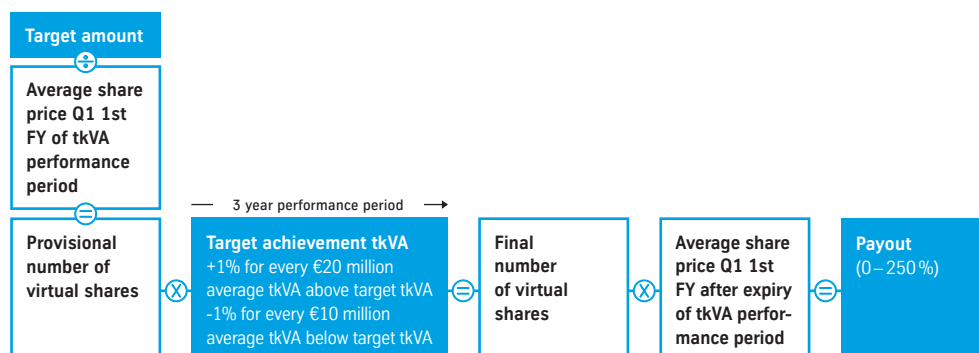 Target amount
÷
Average share
price Q1 1st
FY of tkVA
performance
period
=
3 year performance period
Provisional
number of
virtual shares
X
Target achievement tkVA
+1% for every €20 million
average tkVA above target tkVA
-1% for every €10 million
average tkVA below target tkVA
=
Final
number
of virtual
shares
X
Average share
price Q1 1st
FY after expiry
of tkVA perfor-
mance period
=
Payout
(0–250%)